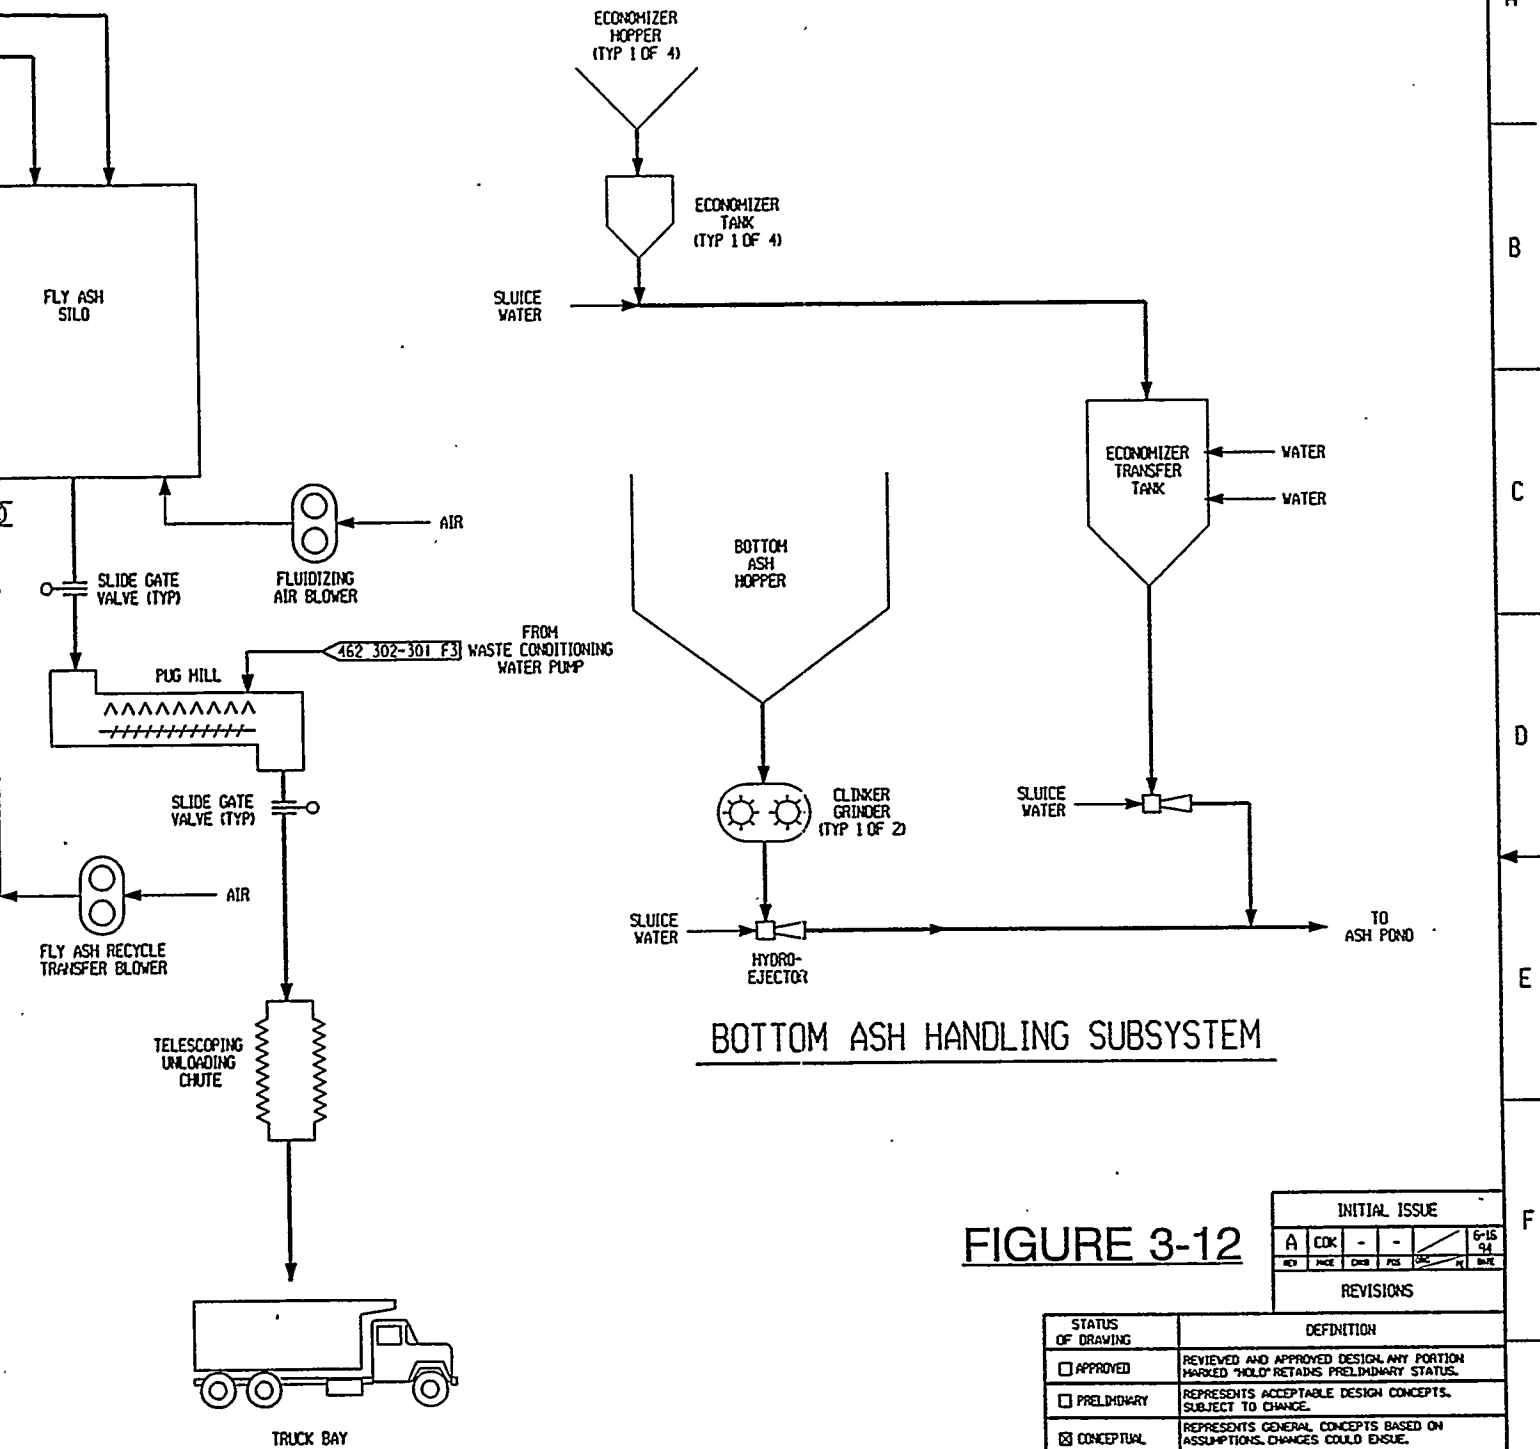 ECONOMIZER
HOPPER
(TYP 1 OF 4)
ECONOMIZER
TANK
(TYP 1 OF 4)
SLUICE
WATER
FLY ASH
SILO
ECONOMIZER
TRANSFER
TANK
WATER
WATER
AIR
FLUIDIZING
AIR BLOWER
SLIDE GATE
VALVE (TYP)
BOTTOM
ASH
HOPPER
462 302-301 F3
FROM
WASTE CONDITIONING
WATER PUMP
PUG MILL
SLIDE GATE
VALVE (TYP)
CLINKER
GRINDER
(TYP 1 OF 2)
SLUICE
WATER
AIR
FLY ASH RECYCLE
TRANSFER BLOWER
SLUICE
WATER
HYDRO-
EJECTOR
TO
ASH POND
BOTTOM ASH HANDLING SUBSYSTEM
TELESCOPING
UNLOADING
CHUTE
TRUCK BAY
A
B
C
D
E
F
FIGURE 3-12
INITIAL ISSUE
A CDK - - 6-15
94
REV DATE
REVISIONS
STATUS
OF DRAWING
DEFINITION
APPROVED
REVIEWED AND APPROVED DESIGN. ANY PORTION
MARKED "HOLD" RETAINS PRELIMINARY STATUS.
PRELIMINARY
REPRESENTS ACCEPTABLE DESIGN CONCEPTS.
SUBJECT TO CHANGE.
CONCEPTUAL
REPRESENTS GENERAL CONCEPTS BASED ON
ASSUMPTIONS. CHANGES COULD ENSUE.